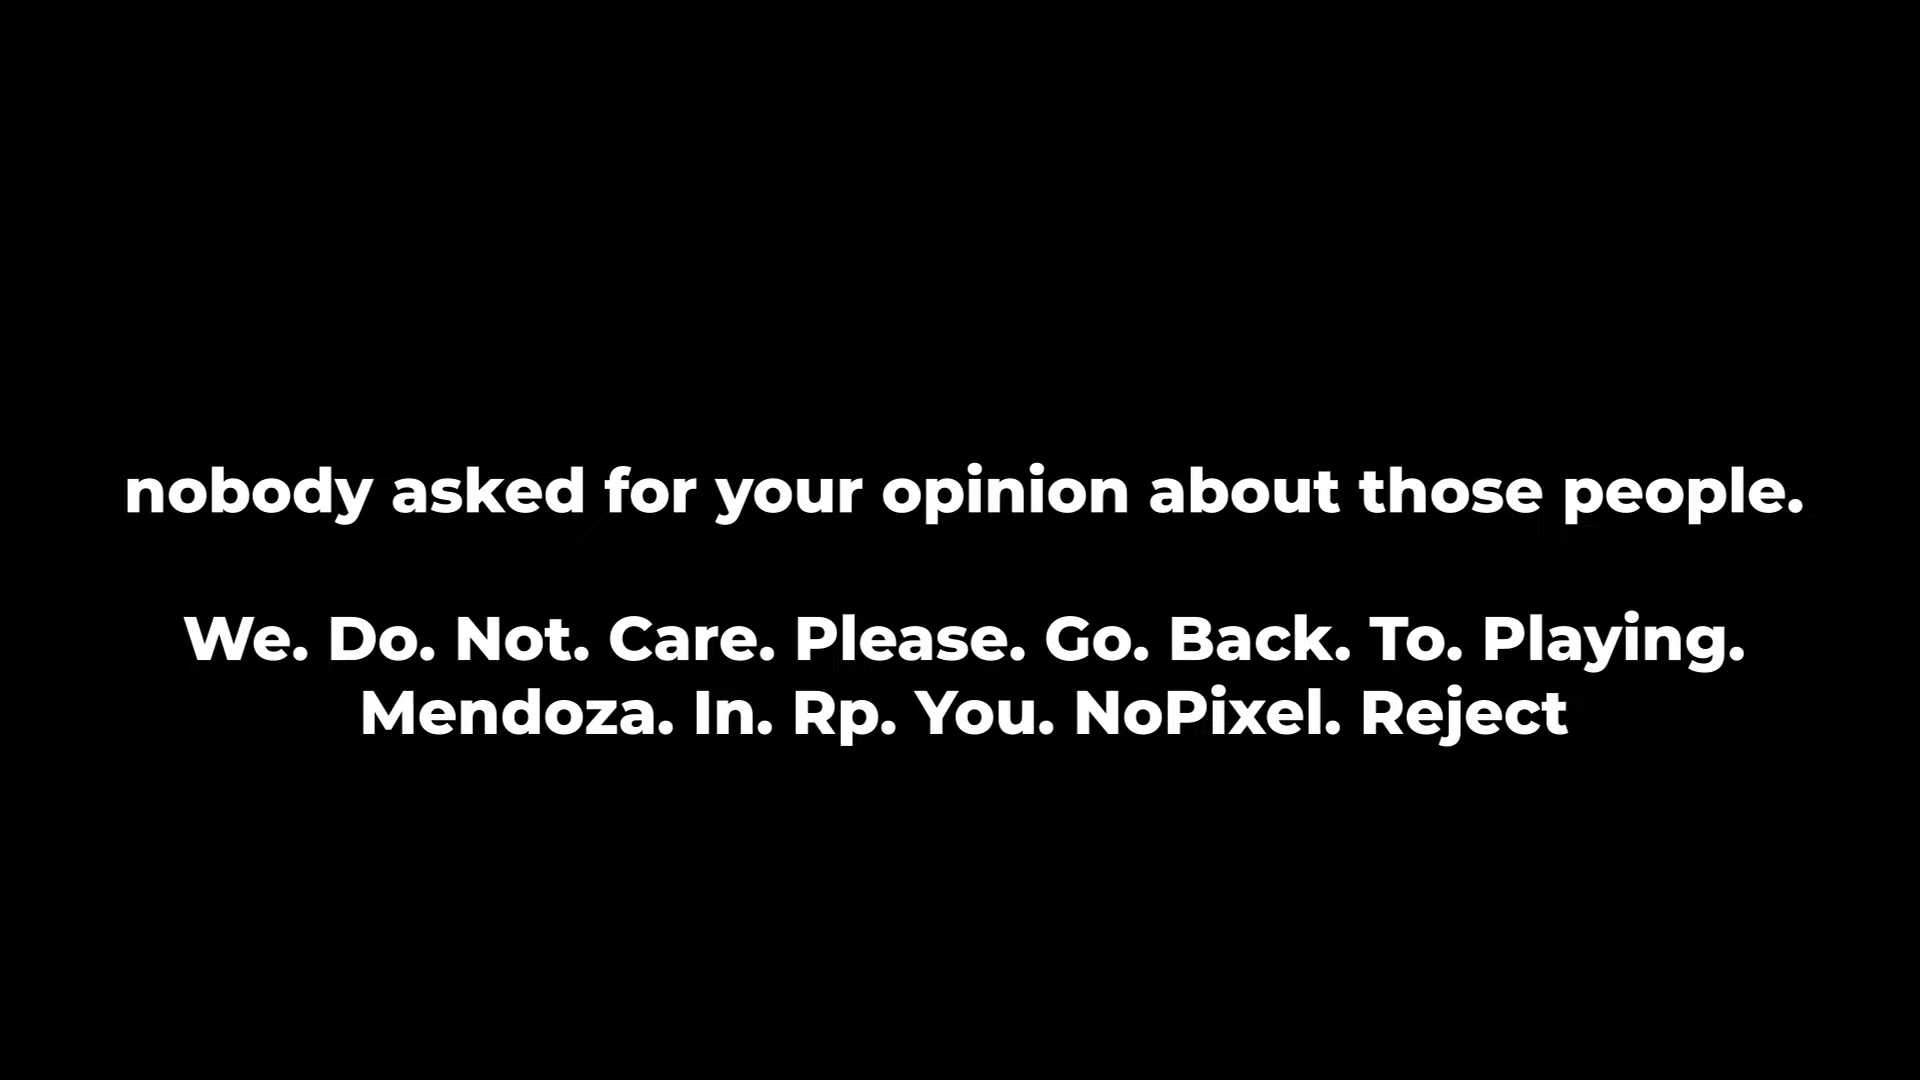 nobody asked for your opinion about those people.
We. Do. Not. Care. Please. Go. Back. To. Playing.
Mendoza. In. Rp. You. NoPixel. Reject